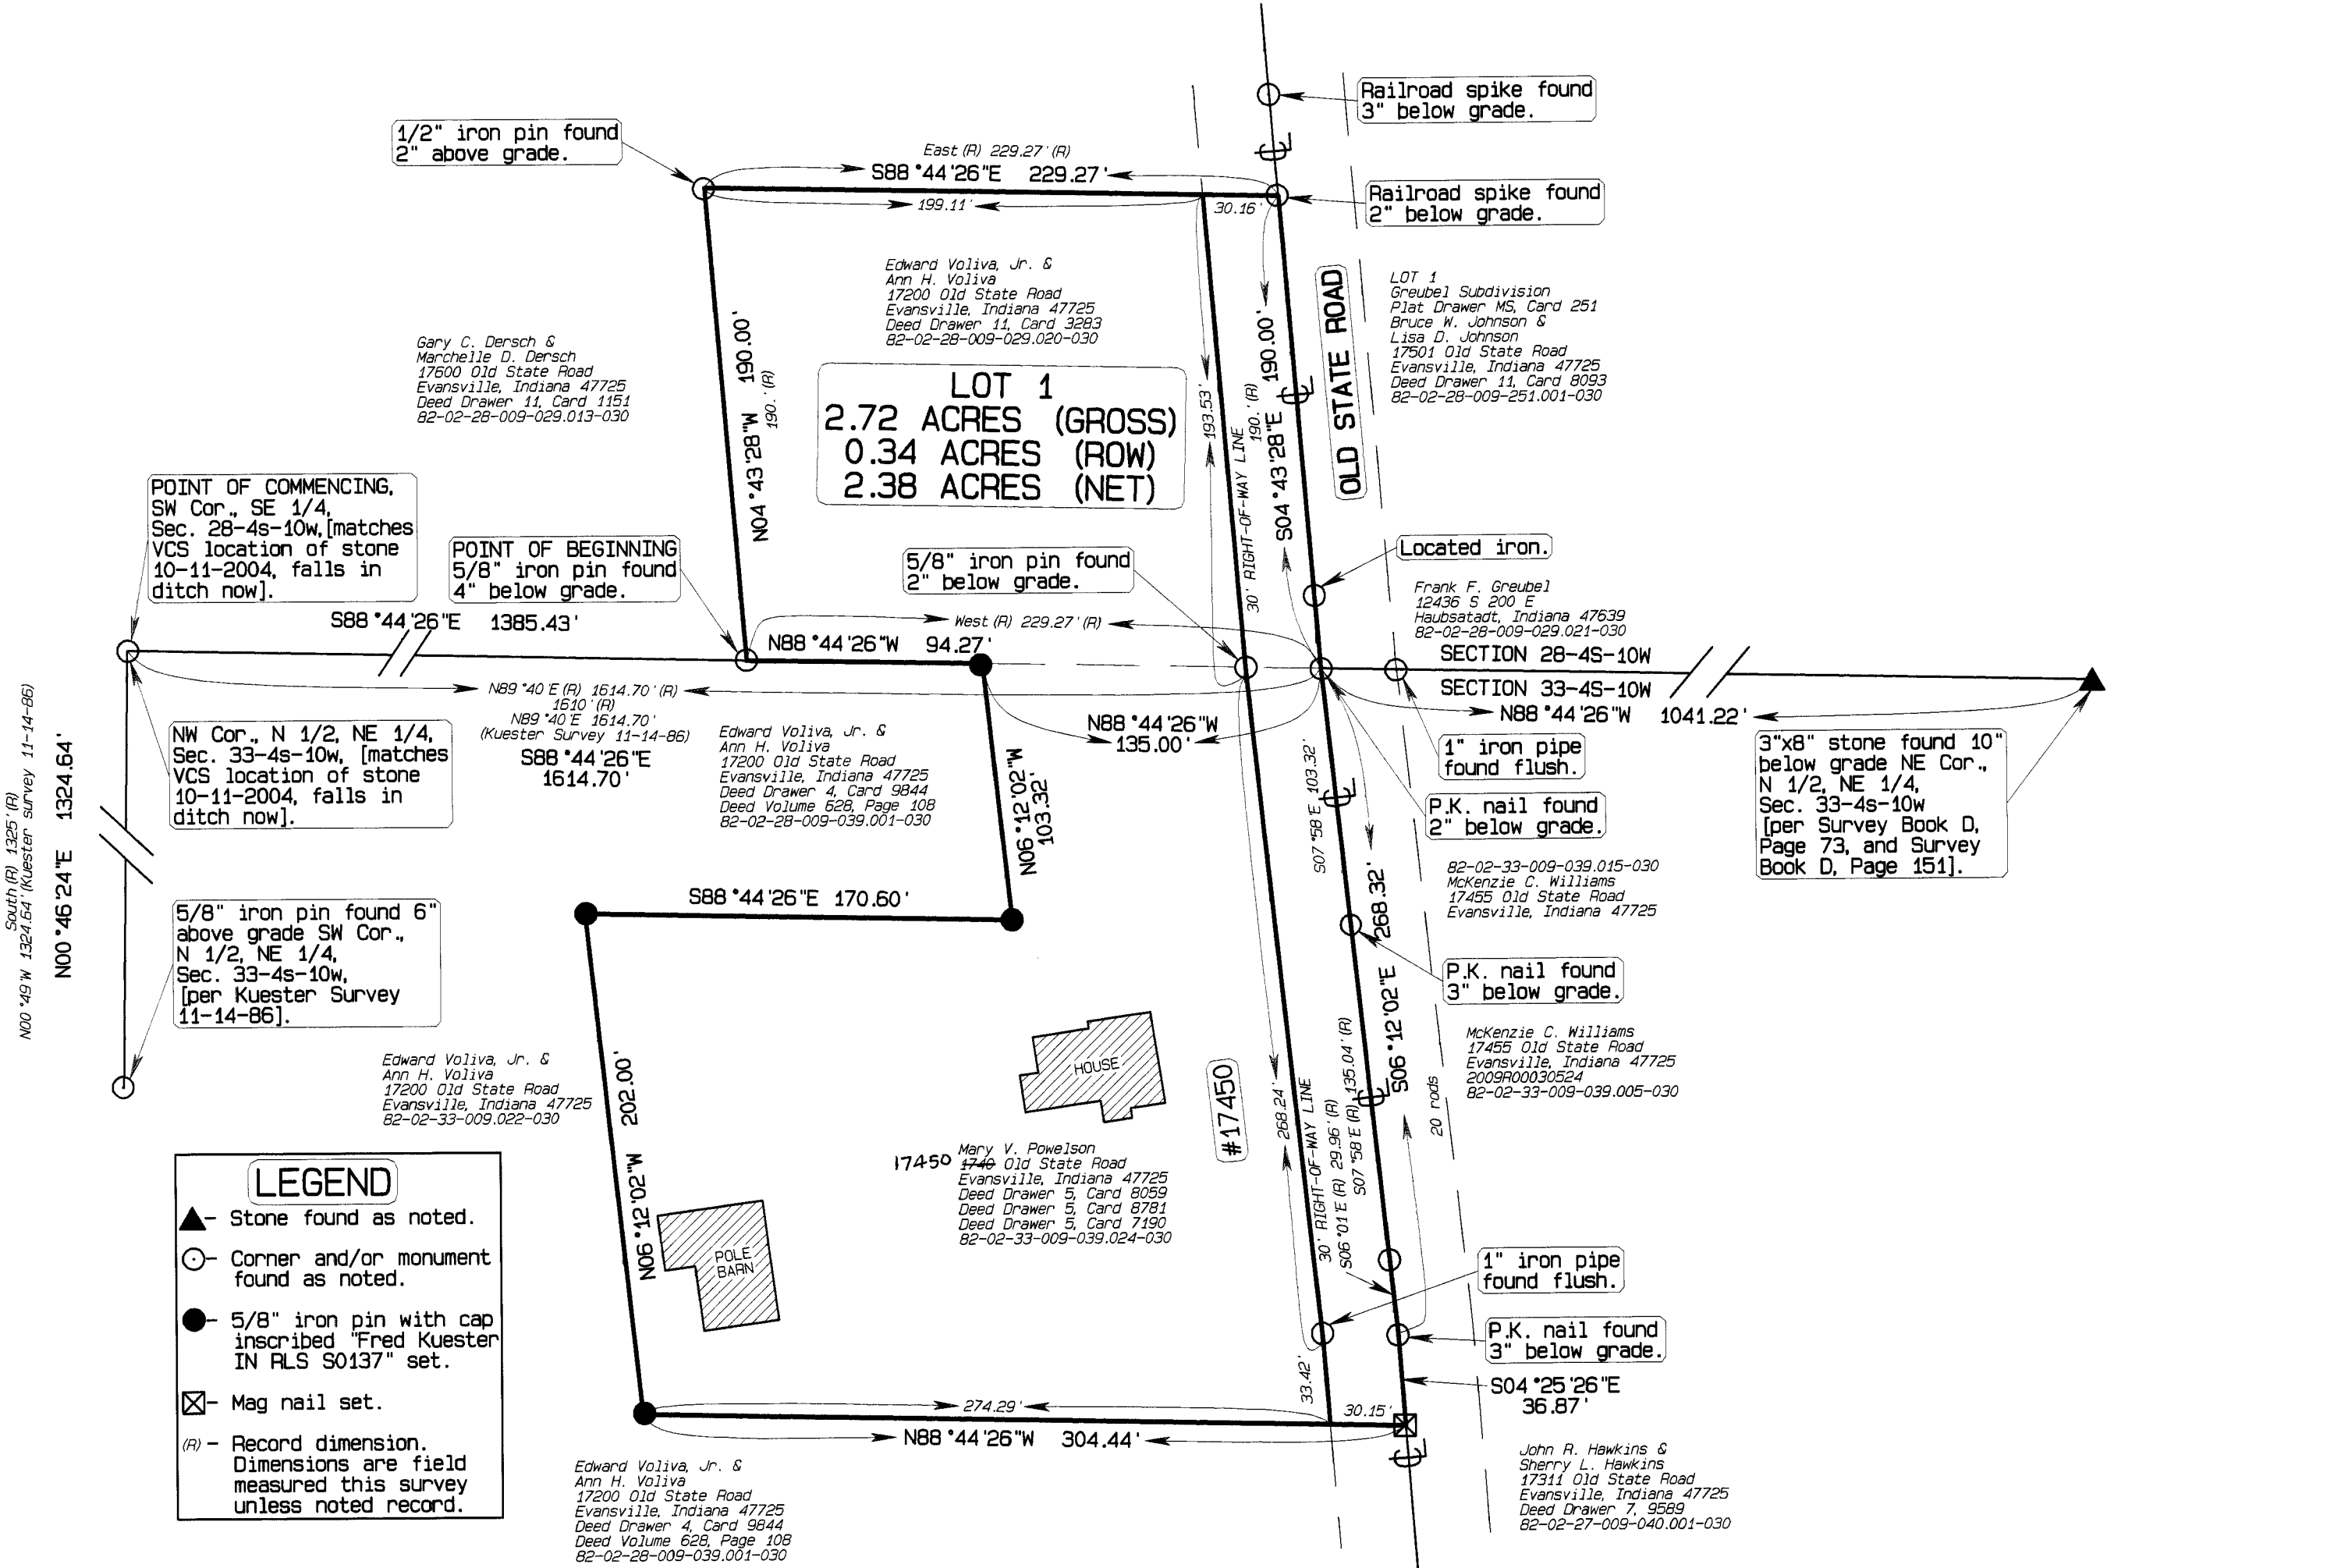 Railroad spike found
3" below grade.
1/2" iron pin found
2" above grade.
East (R) 229.27'(R)
S88°44'26"E 229.27'
199.11'
30.16'
Railroad spike found
2" below grade.
Edward Voliva, Jr. &
Ann H. Voliva
17200 Old State Road
Evansville, Indiana 47725
Deed Drawer 11, Card 3283
82-02-28-009-029.020-030
LOT 1
Greubel Subdivision
Plat Drawer MS, Card 251
Bruce W. Johnson &
Lisa D. Johnson
17501 Old State Road
Evansville, Indiana 47725
Deed Drawer 11, Card 8093
82-02-28-009-251.001-030
Gary C. Dersch &
Marchelle D. Dersch
17600 Old State Road
Evansville, Indiana 47725
Deed Drawer 11, Card 1151
82-02-28-009-029.013-030
N04°43'28"W 190.00'
190.'(R)
LOT 1
2.72 ACRES (GROSS)
0.34 ACRES (ROW)
2.38 ACRES (NET)
193.53'
30' RIGHT-OF-WAY LINE
190.'(R)
S04°43'28"E 190.00'
OLD STATE ROAD
POINT OF COMMENCING,
SW Cor., SE 1/4,
Sec. 28-4s-10w,[matches
VCS location of stone
10-11-2004, falls in
ditch now].
POINT OF BEGINNING
5/8" iron pin found
4" below grade.
5/8" iron pin found
2" below grade.
Located iron.
Frank F. Greubel
12436 S 200 E
Haubsatadt, Indiana 47639
82-02-28-009-029.021-030
S88°44'26"E 1385.43'
West (R) 229.27'(R)
N88°44'26"W 94.27'
SECTION 28-4S-10W
SECTION 33-4S-10W
N88°44'26"W 1041.22'
N89°40'E (R) 1614.70'(R)
1610'(R)
N89°40'E 1614.70'
(Kuester Survey 11-14-86)
S88°44'26"E
1614.70'
N88°44'26"W
135.00'
South (R) 1325'(R)
N00°49'W 1324.64'(Kuester survey 11-14-86)
N00°46'24"E 1324.64'
NW Cor., N 1/2, NE 1/4,
Sec. 33-4s-10w, [matches
VCS location of stone
10-11-2004, falls in
ditch now].
Edward Voliva, Jr. &
Ann H. Voliva
17200 Old State Road
Evansville, Indiana 47725
Deed Drawer 4, Card 9844
Deed Volume 628, Page 108
82-02-28-009-039.001-030
N06°12'02"W
103.32'
S07°58'E 103.32'
1" iron pipe
found flush.
P.K. nail found
2" below grade.
3"x8" stone found 10"
below grade NE Cor.,
N 1/2, NE 1/4,
Sec. 33-4s-10w
[per Survey Book D,
Page 73, and Survey
Book D, Page 151].
82-02-33-009-039.015-030
McKenzie C. Williams
17455 Old State Road
Evansville, Indiana 47725
S88°44'26"E 170.60'
5/8" iron pin found 6"
above grade SW Cor.,
N 1/2, NE 1/4,
Sec. 33-4s-10w,
[per Kuester Survey
11-14-86].
S06°12'02"E 268.32'
P.K. nail found
3" below grade.
McKenzie C. Williams
17455 Old State Road
Evansville, Indiana 47725
2009R00030524
82-02-33-009-039.005-030
20 rods
Edward Voliva, Jr. &
Ann H. Voliva
17200 Old State Road
Evansville, Indiana 47725
82-02-33-009.022-030
N06°12'02"W 202.00'
HOUSE
#17450
268.24'
30' RIGHT-OF-WAY LINE
S06°01'E (R) 29.96'(R)
S07°58'E (R) 135.04'(R)
Mary V. Powelson
17450 1740 Old State Road
Evansville, Indiana 47725
Deed Drawer 5, Card 8059
Deed Drawer 5, Card 8781
Deed Drawer 5, Card 7190
82-02-33-009-039.024-030
POLE
BARN
LEGEND
Stone found as noted.
Corner and/or monument
found as noted.
5/8" iron pin with cap
inscribed "Fred Kuester
IN RLS S0137" set.
Mag nail set.
(R) - Record dimension.
Dimensions are field
measured this survey
unless noted record.
1" iron pipe
found flush.
P.K. nail found
3" below grade.
33.42'
S04°25'26"E
36.87'
274.29'
30.15'
N88°44'26"W 304.44'
Edward Voliva, Jr. &
Ann H. Voliva
17200 Old State Road
Evansville, Indiana 47725
Deed Drawer 4, Card 9844
Deed Volume 628, Page 108
82-02-28-009-039.001-030
John R. Hawkins &
Sherry L. Hawkins
17311 Old State Road
Evansville, Indiana 47725
Deed Drawer 7, 9589
82-02-27-009-040.001-030